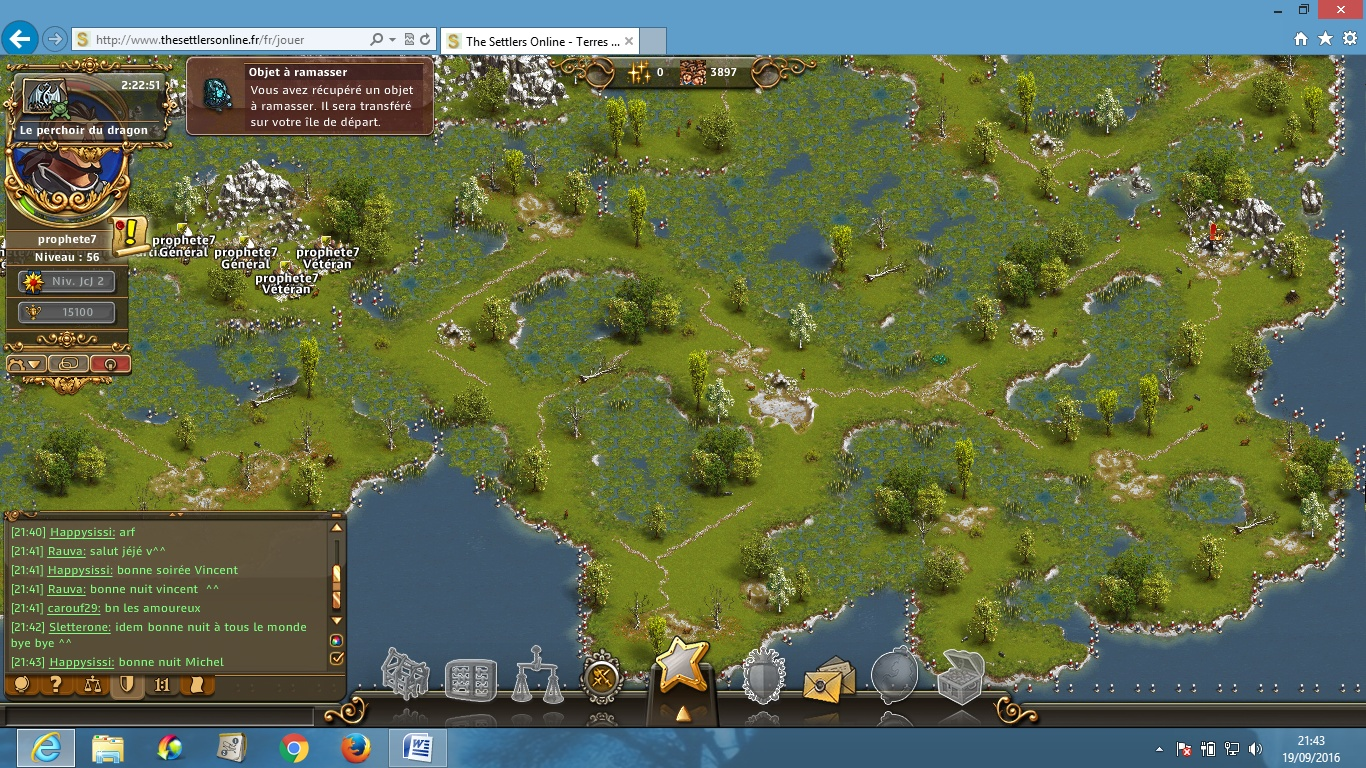 http://www.thesettlersonline.fr/fr/jouer
The Settlers Online - Terres ...
2:22:51
Le perchoir du dragon
Objet à ramasser
Vous avez récupéré un objet
à ramasser. Il sera transféré
sur votre île de départ.
0
3897
prophete7
Niveau : 56
Niv. JcJ 2
15100
prophete7
Général
prophete7
Général
prophete7
Vétéran
prophete7
Vétéran
[21:40] Happysissi: arf
[21:41] Rauva: salut jéjé v^^
[21:41] Happysissi: bonne soirée Vincent
[21:41] Rauva: bonne nuit vincent ^^
[21:41] carouf29: bn les amoureux
[21:42] Sletterone: idem bonne nuit à tous le monde
bye bye ^^
[21:43] Happysissi: bonne nuit Michel
1:1
21:43
19/09/2016